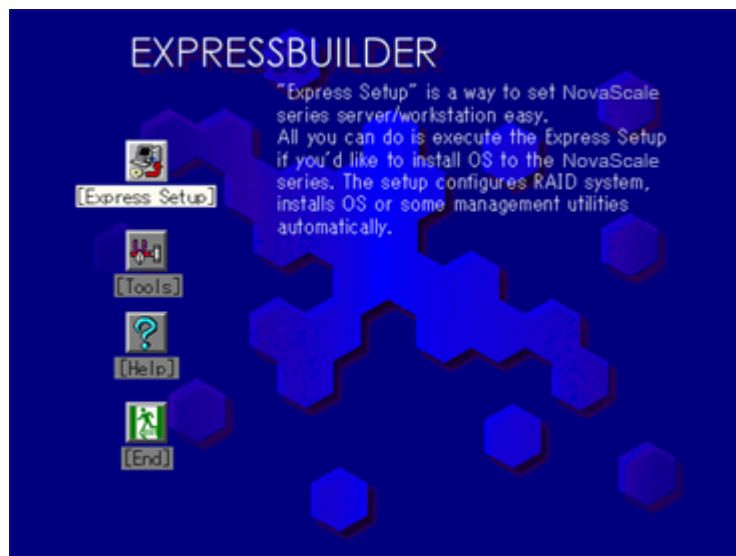 EXPRESSBUILDER
"Express Setup" is a way to set NovaScale
series server/workstation easy.
All you can do is execute the Express Setup
if you'd like to install OS to the NovaScale
series. The setup configures RAID system,
installs OS or some management utilities
automatically.
[Express Setup]
[Tools]
[Help]
[End]